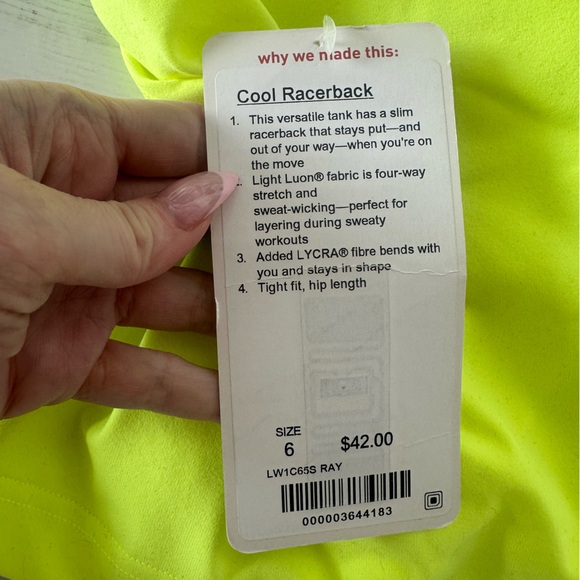 why we made this:
Cool Racerback
1. This versatile tank has a slim
racerback that stays put—and
out of your way—when you're on
the move
2. Light Luon® fabric is four-way
stretch and
sweat-wicking—perfect for
layering during sweaty
workouts
3. Added LYCRA® fibre bends with
you and stays in shape
4. Tight fit, hip length
SIZE
6
$42.00
LW1C65S RAY
000003644183